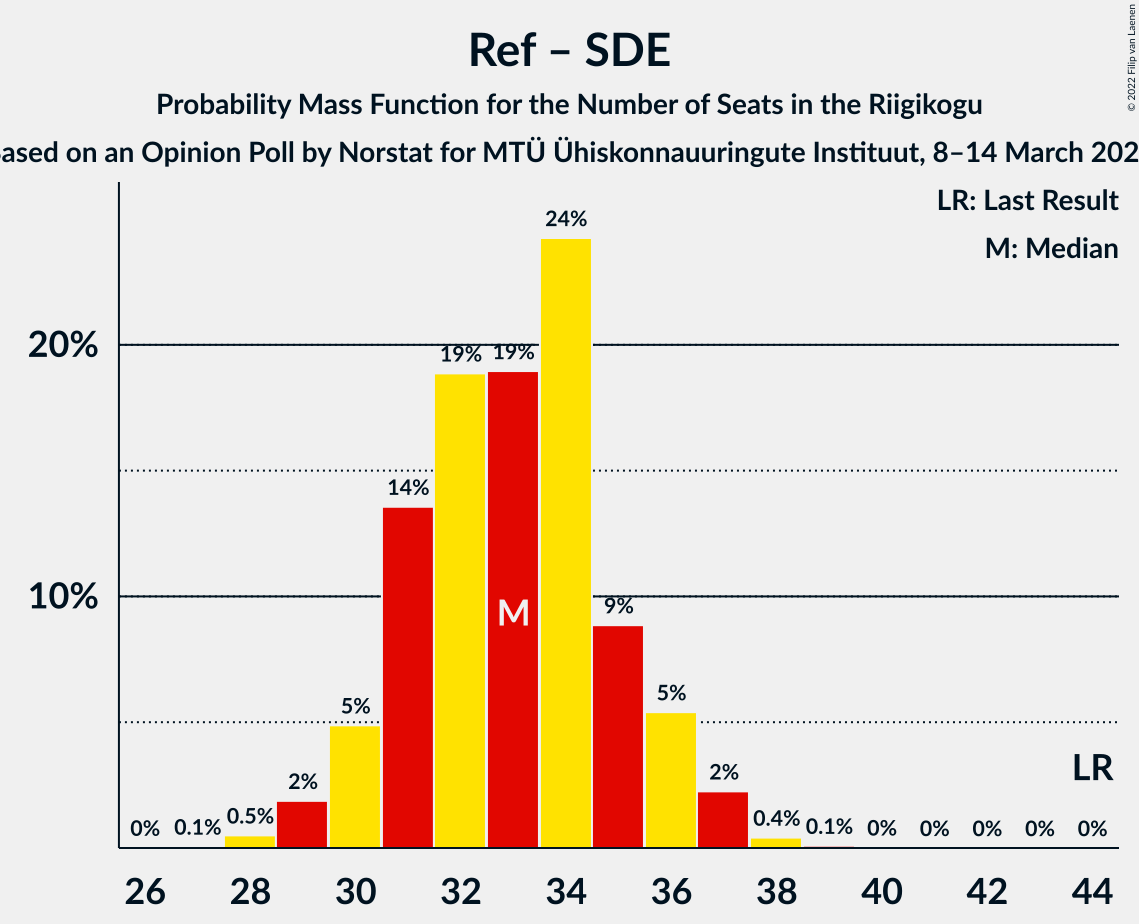 Ref – SDE
Probability Mass Function for the Number of Seats in the Riigikogu
ased on an Opinion Poll by Norstat for MTÜ Ühiskonnauuringute Instituut, 8–14 March 202
© 2022 Filip van Laenen
LR: Last Result
M: Median
24%
20%
19% 19%
14%
10%
9%
M
5% 5%
LR
2% 2%
0% 0.1% 0.5% 0.4% 0.1% 0% 0% 0% 0% 0%
26 28 30 32 34 36 38 40 42 44